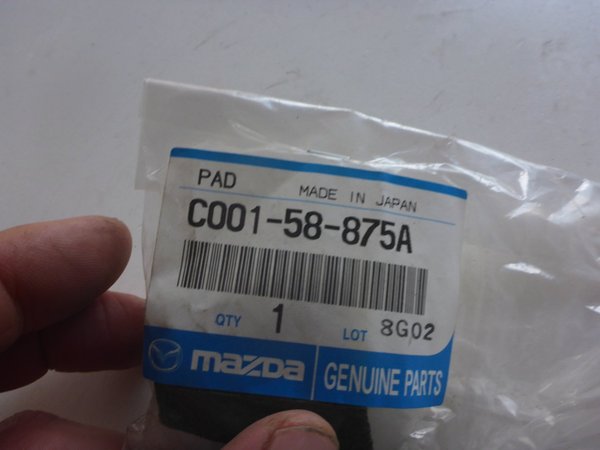 PAD MADE IN JAPAN
C001-58-875A
QTY 1 LOT 8G02
mazda GENUINE PARTS